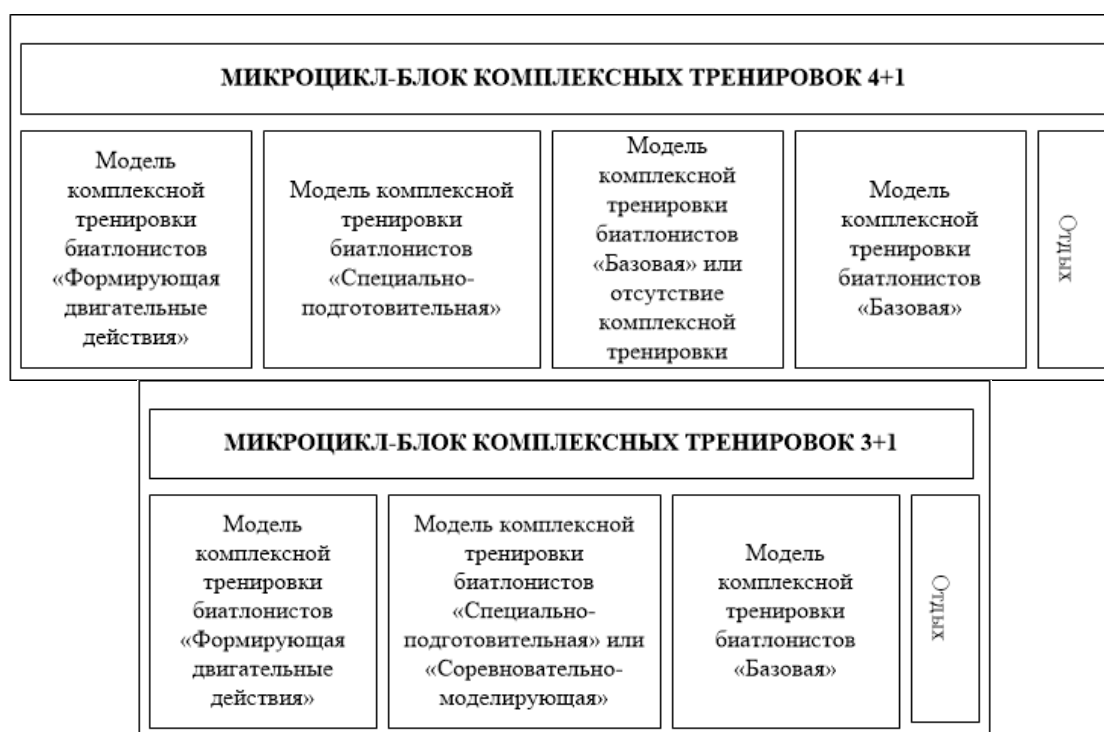 МИКРОЦИКЛ-БЛОК КОМПЛЕКСНЫХ ТРЕНИРОВОК 4+1
Модель
комплексной
тренировки
биатлонистов
«Формирующая
двигательные
действия»
Модель комплексной
тренировки
биатлонистов
«Специально-
подготовительная»
Модель
комплексной
тренировки
биатлонистов
«Базовая» или
отсутствие
комплексной
тренировки
Модель
комплексной
тренировки
биатлонистов
«Базовая»
Отдых
МИКРОЦИКЛ-БЛОК КОМПЛЕКСНЫХ ТРЕНИРОВОК 3+1
Модель
комплексной
тренировки
биатлонистов
«Формирующая
двигательные
действия»
Модель комплексной
тренировки
биатлонистов
«Специально-
подготовительная» или
«Соревновательно-
моделирующая»
Модель
комплексной
тренировки
биатлонистов
«Базовая»
Отдых